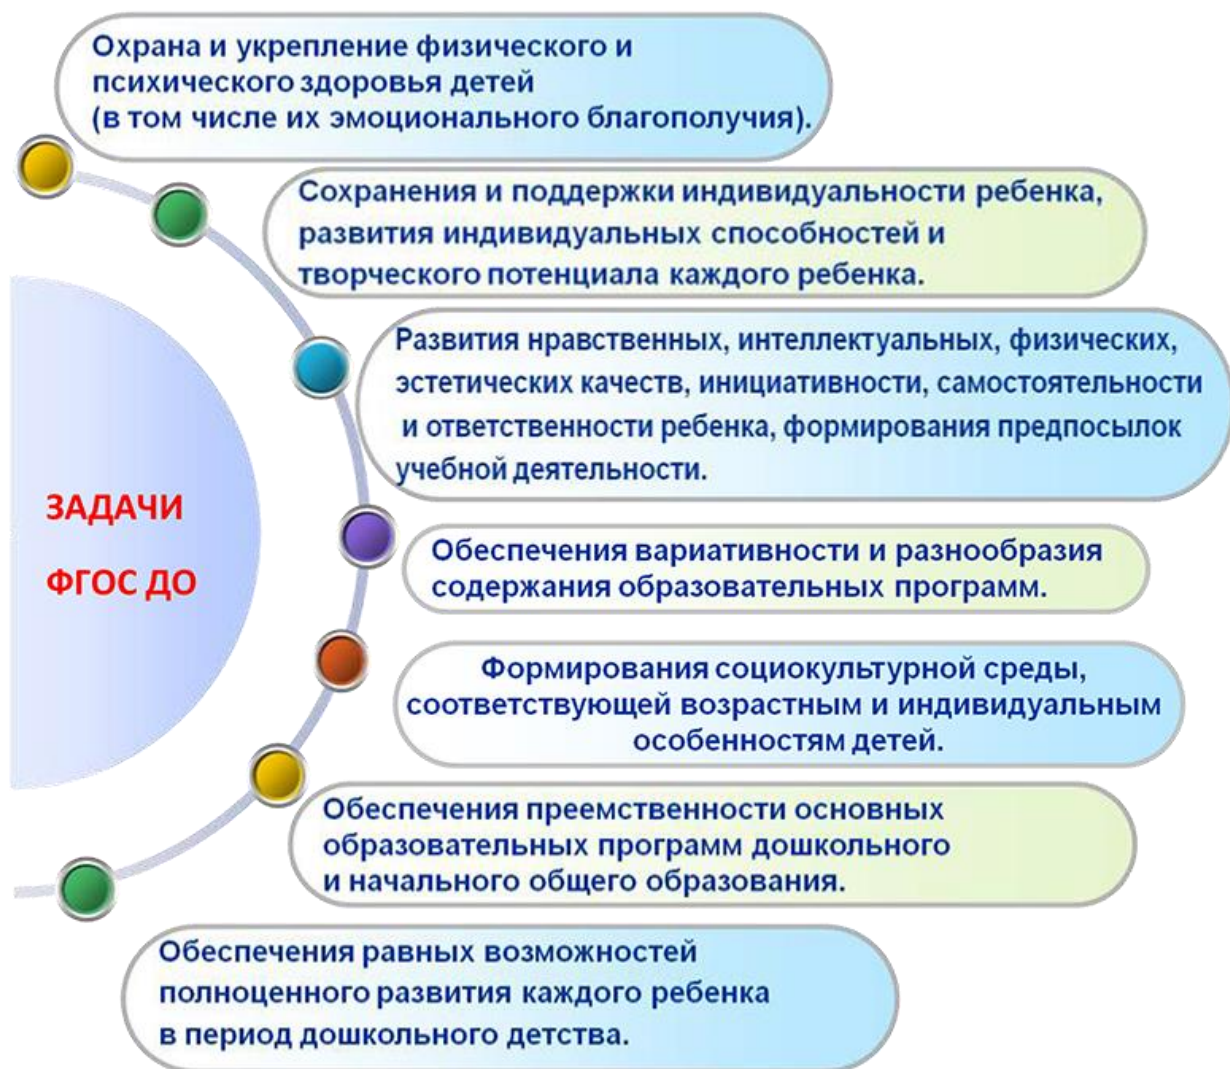 Охрана и укрепление физического и
психического здоровья детей
(в том числе их эмоционального благополучия).
Сохранения и поддержки индивидуальности ребенка,
развития индивидуальных способностей и
творческого потенциала каждого ребенка.
Развития нравственных, интеллектуальных, физических,
эстетических качеств, инициативности, самостоятельности
и ответственности ребенка, формирования предпосылок
учебной деятельности.
ЗАДАЧИ
ФГОС ДО
Обеспечения вариативности и разнообразия
содержания образовательных программ.
Формирования социокультурной среды,
соответствующей возрастным и индивидуальным
особенностям детей.
Обеспечения преемственности основных
образовательных программ дошкольного
и начального общего образования.
Обеспечения равных возможностей
полноценного развития каждого ребенка
в период дошкольного детства.